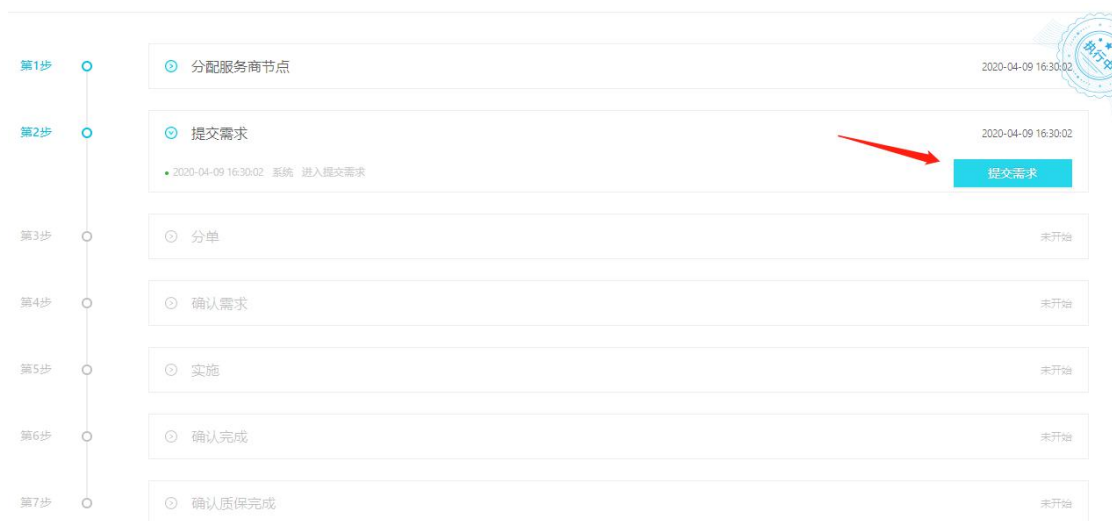 第1步
分配服务商节点
2020-04-09 16:30:02
执行中
第2步
提交需求
2020-04-09 16:30:02
2020-04-09 16:30:02 系统 进入提交需求
提交需求
第3步
分单
未开始
第4步
确认需求
未开始
第5步
实施
未开始
第6步
确认完成
未开始
第7步
确认质保完成
未开始